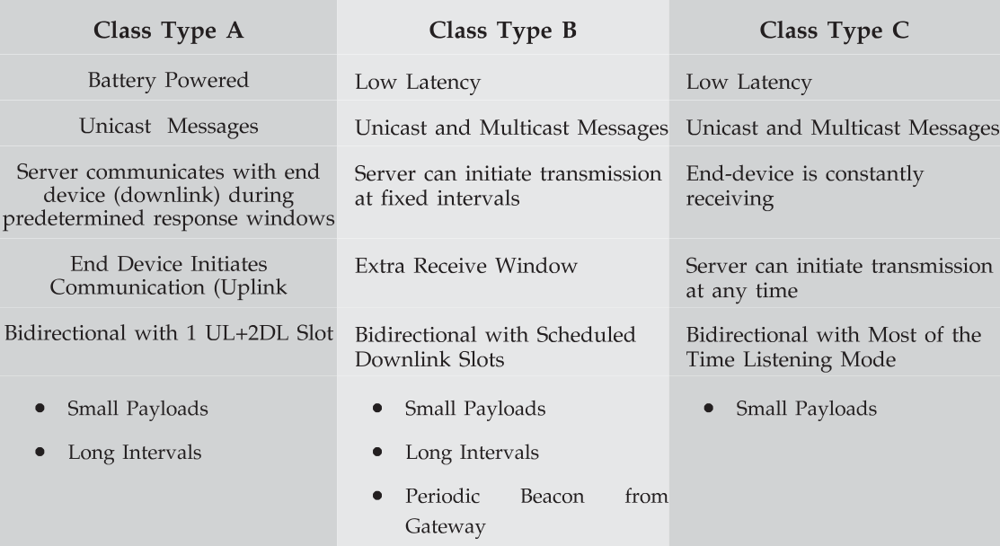 Class Type A
Class Type B
Class Type C
Battery Powered
Low Latency
Low Latency
Unicast Messages
Unicast and Multicast Messages
Unicast and Multicast Messages
Server communicates with end
device (downlink) during
predetermined response windows
Server can initiate transmission
at fixed intervals
End-device is constantly
receiving
End Device Initiates
Communication (Uplink
Extra Receive Window
Server can initiate transmission
at any time
Bidirectional with 1 UL+2DL Slot
Bidirectional with Scheduled
Downlink Slots
Bidirectional with Most of the
Time Listening Mode
• Small Payloads
• Long Intervals
• Small Payloads
• Long Intervals
• Periodic Beacon from
Gateway
• Small Payloads